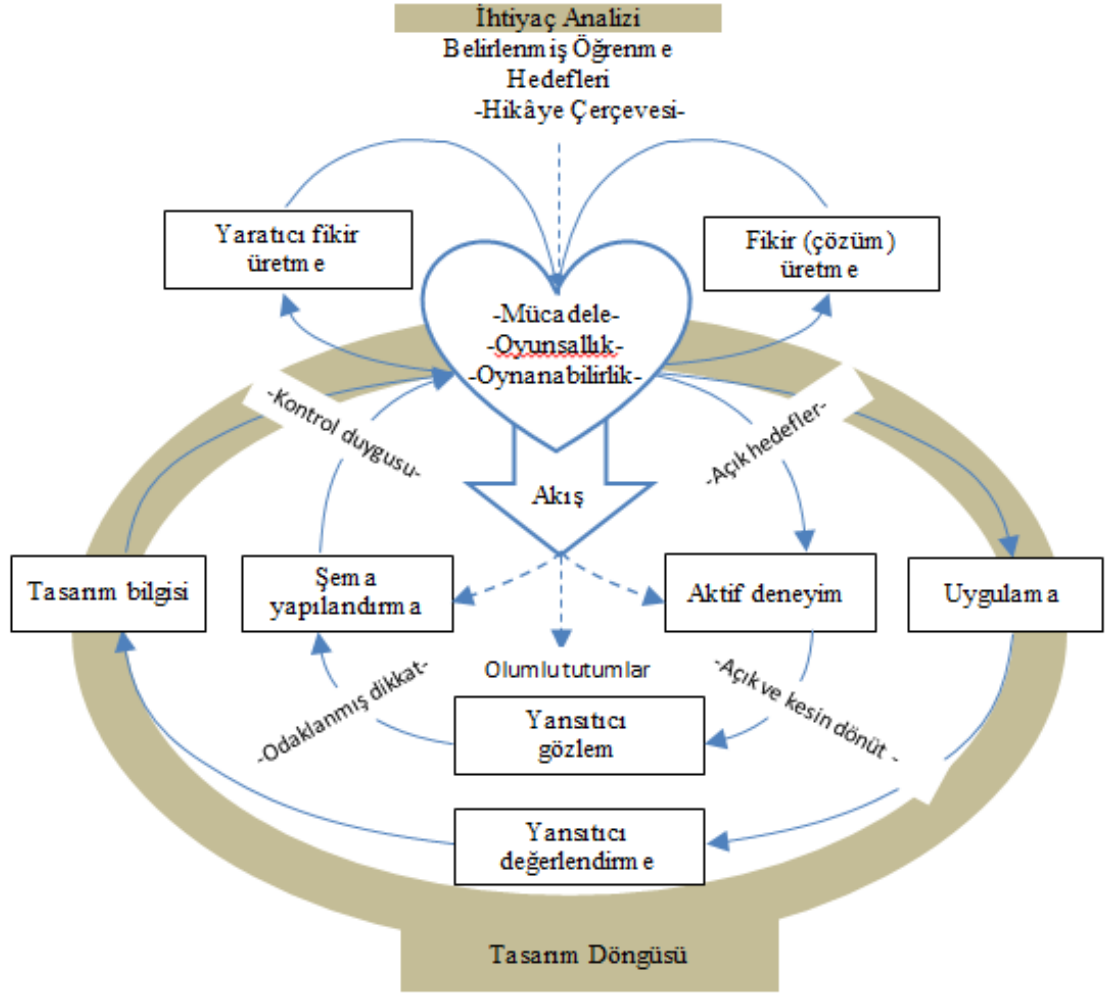 İhtiyaç Analizi
Belirlenmiş Öğrenme
Hedefleri
-Hikâye Çerçevesi-
Yaratıcı fikir
üretme
Fikir (çözüm)
üretme
-Mücadele-
-Oyunsallık-
-Oynanabilirlik-
-Kontrol duygusu-
-Açık hedefler-
Akış
Tasarım bilgisi
Şema
yapılandırma
Aktif deneyim
Uygulama
Olumlu tutumlar
-Odaklanmış dikkat-
-Açık ve kesin dönüt -
Yansıtıcı
gözlem
Yansıtıcı
değerlendirme
Tasarım Döngüsü